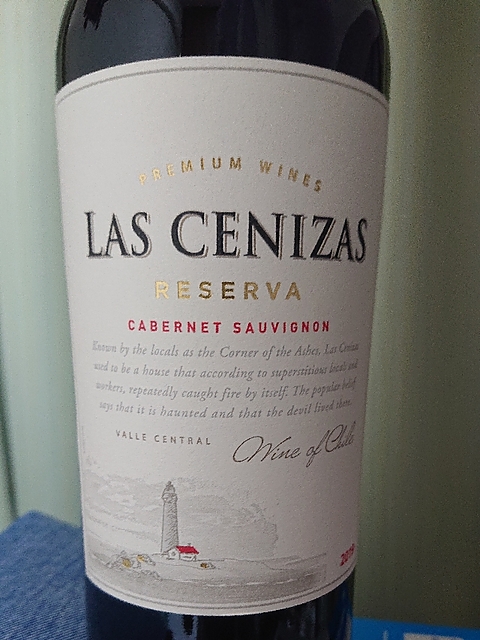 PREMIUM WINES
LAS CENIZAS
RESERVA
CABERNET SAUVIGNON
Known by the locals as the Corner of the Ashes, Las Cenizas
used to be a house that according to superstitious locals and
workers, repeatedly caught fire by itself. The popular belief
says that it is haunted and that the devil lived there.
VALLE CENTRAL
Wine of Chile